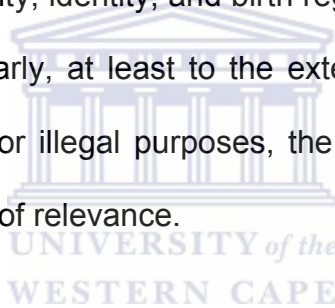 ity, identity, and birth reg
arly, at least to the exte
or illegal purposes, the
of relevance.
UNIVERSITY of the
WESTERN CAPE